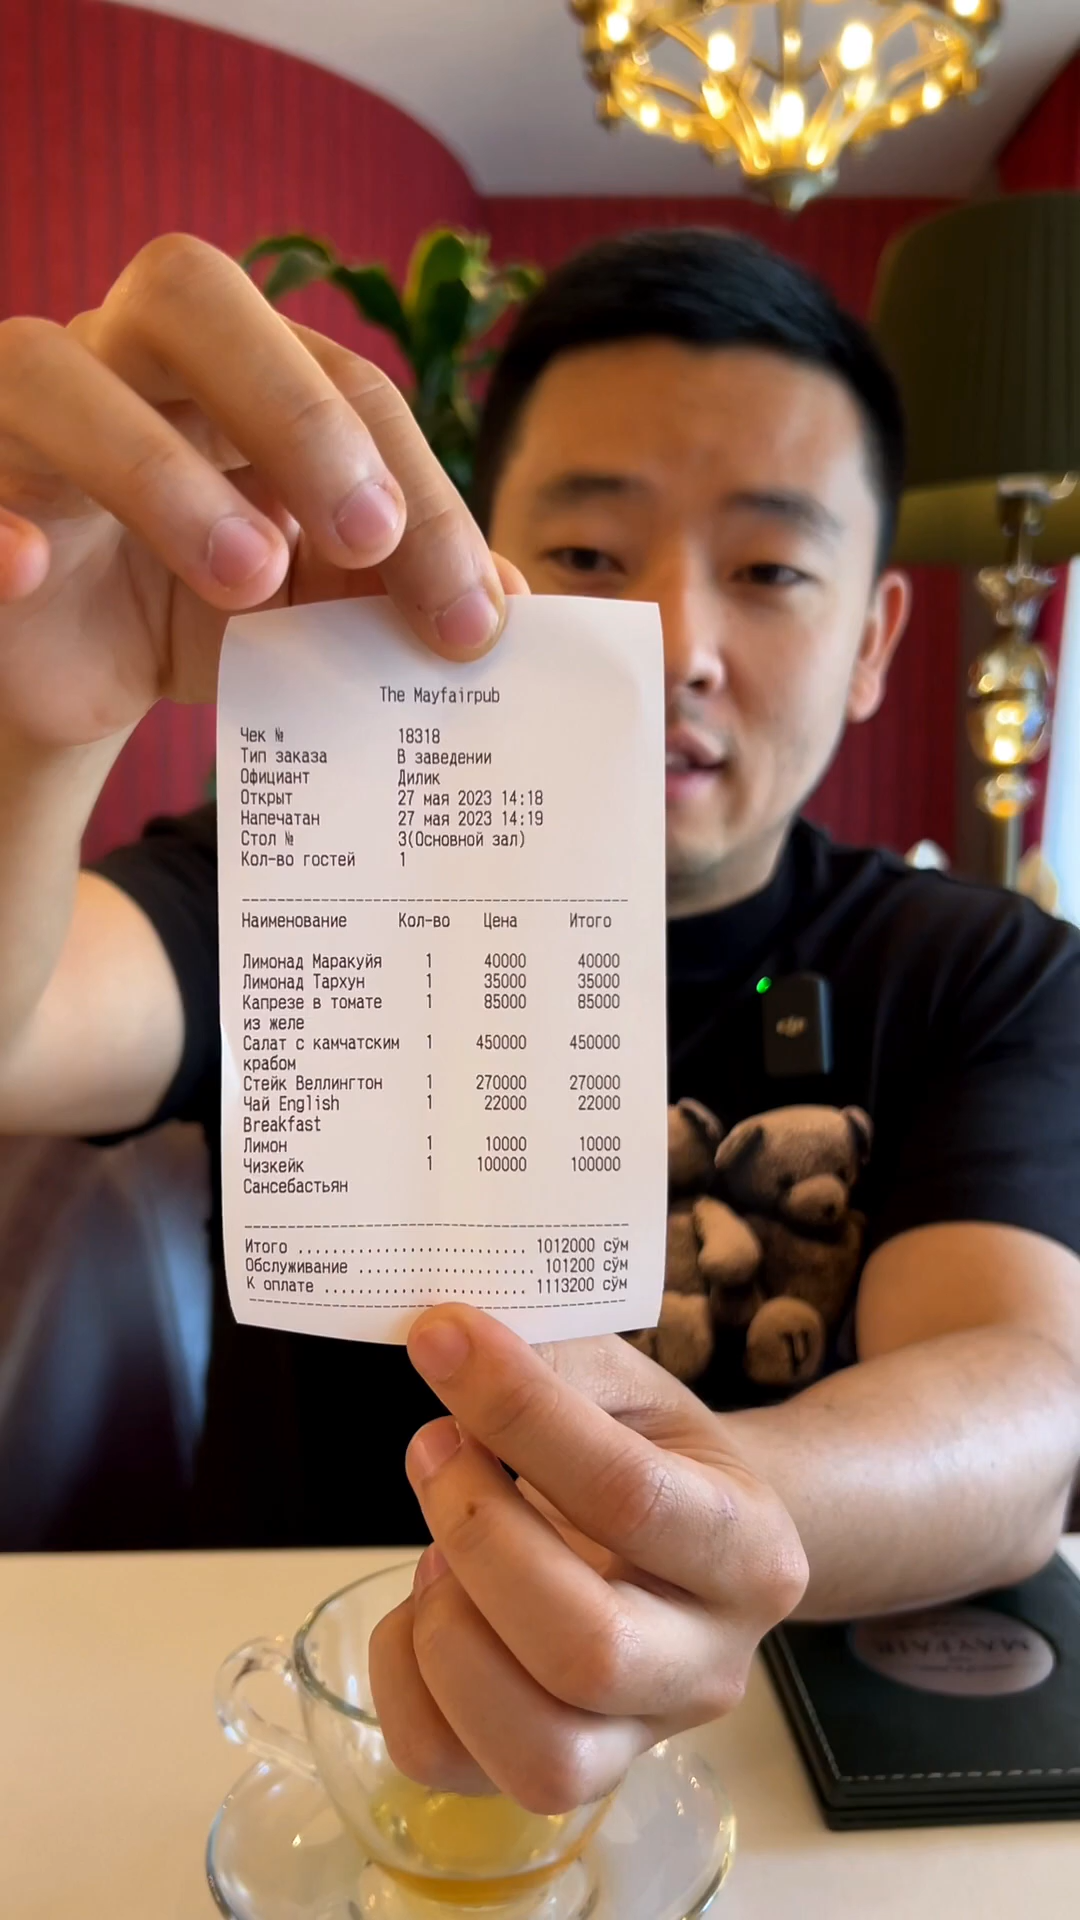 The Mayfairpub
Чек № 18318
Тип заказа В заведении
Официант Дилик
Открыт 27 мая 2023 14:18
Напечатан 27 мая 2023 14:19
Стол № 3(Основной зал)
Кол-во гостей 1
Наименование Кол-во Цена Итого
Лимонад Маракуйя 1 40000 40000
Лимонад Тархун 1 35000 35000
Капрезе в томате 1 85000 85000
из желе
Салат с камчатским 1 450000 450000
крабом
Стейк Веллингтон 1 270000 270000
Чай English 1 22000 22000
Breakfast
Лимон 1 10000 10000
Чизкейк 1 100000 100000
Сансебастьян
Итого ........................... 1012000 сўм
Обслуживание ..................... 101200 сўм
К оплате ........................ 1113200 сўм
dji
MAYFAIR